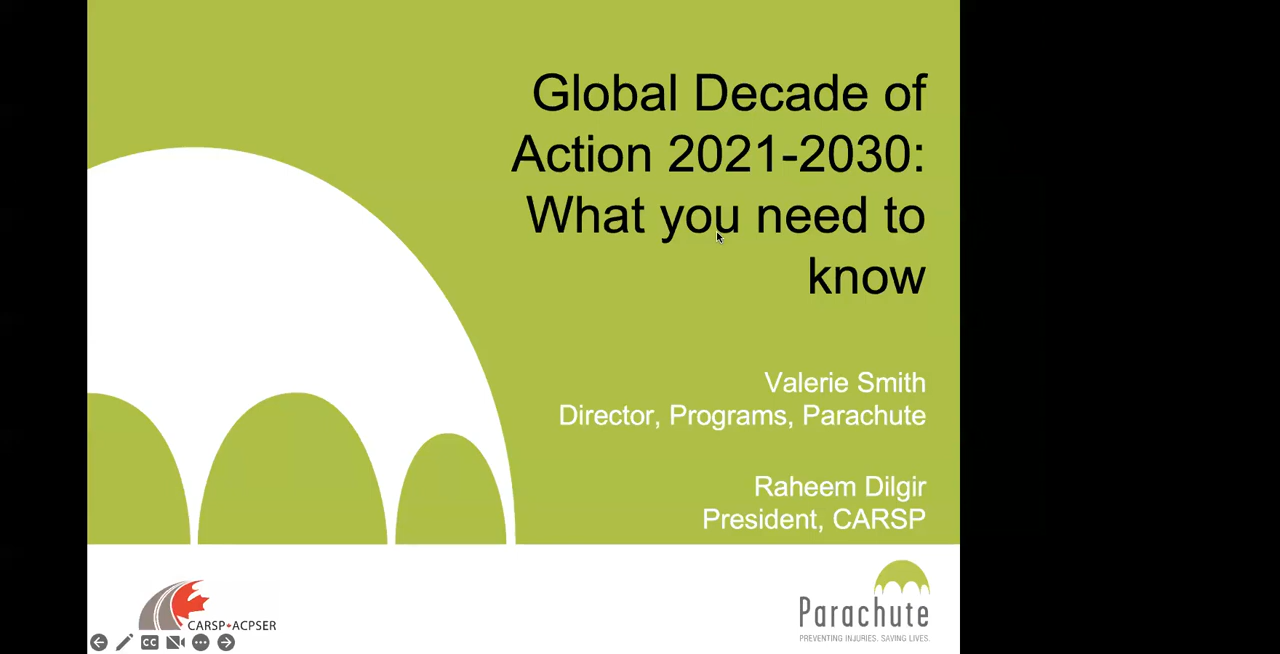 Global Decade of
Action 2021-2030:
What you need to
know
Valerie Smith
Director, Programs, Parachute
Raheem Dilgir
President, CARSP
CARSP•ACPSER
CC
Parachute
PREVENTING INJURIES. SAVING LIVES.